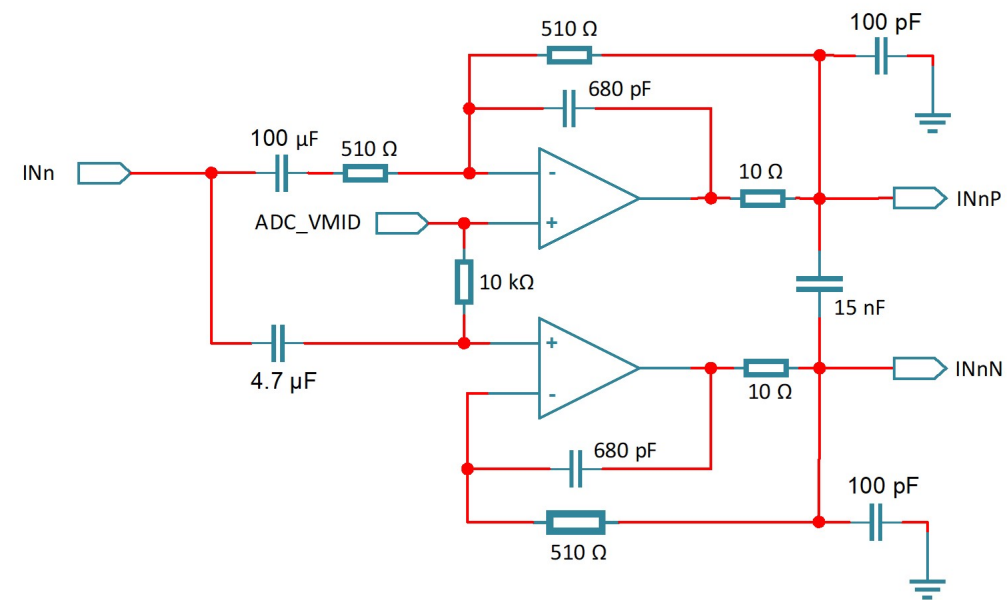 510 Ω
100 pF
680 pF
100 µF
510 Ω
INn
-
10 Ω
INnP
ADC_VMID
+
10 kΩ
15 nF
+
4.7 µF
INnN
-
10 Ω
680 pF
100 pF
510 Ω